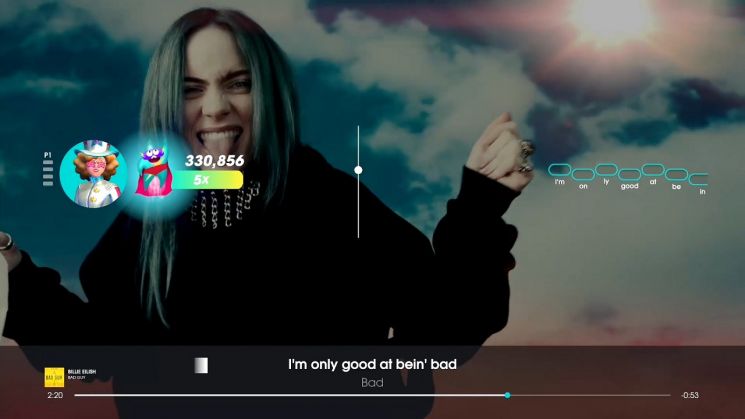 P1
330,856
5x
I'm
on
ly
good
at
be
in
I'm only good at bein' bad
Bad
BILLIE EILISH
BAD GUY
2:20
-0:53